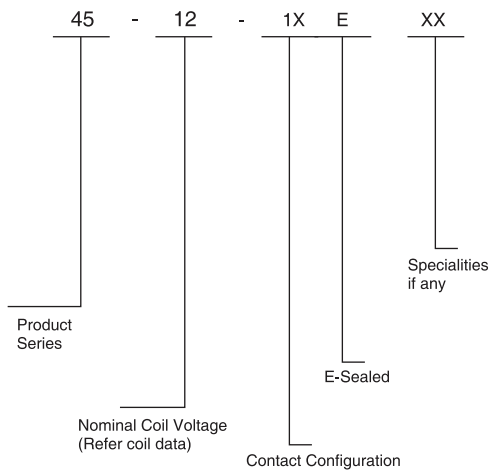 45 - 12 - 1X E XX
Specialities
if any
Product
Series
E-Sealed
Nominal Coil Voltage
(Refer coil data)
Contact Configuration